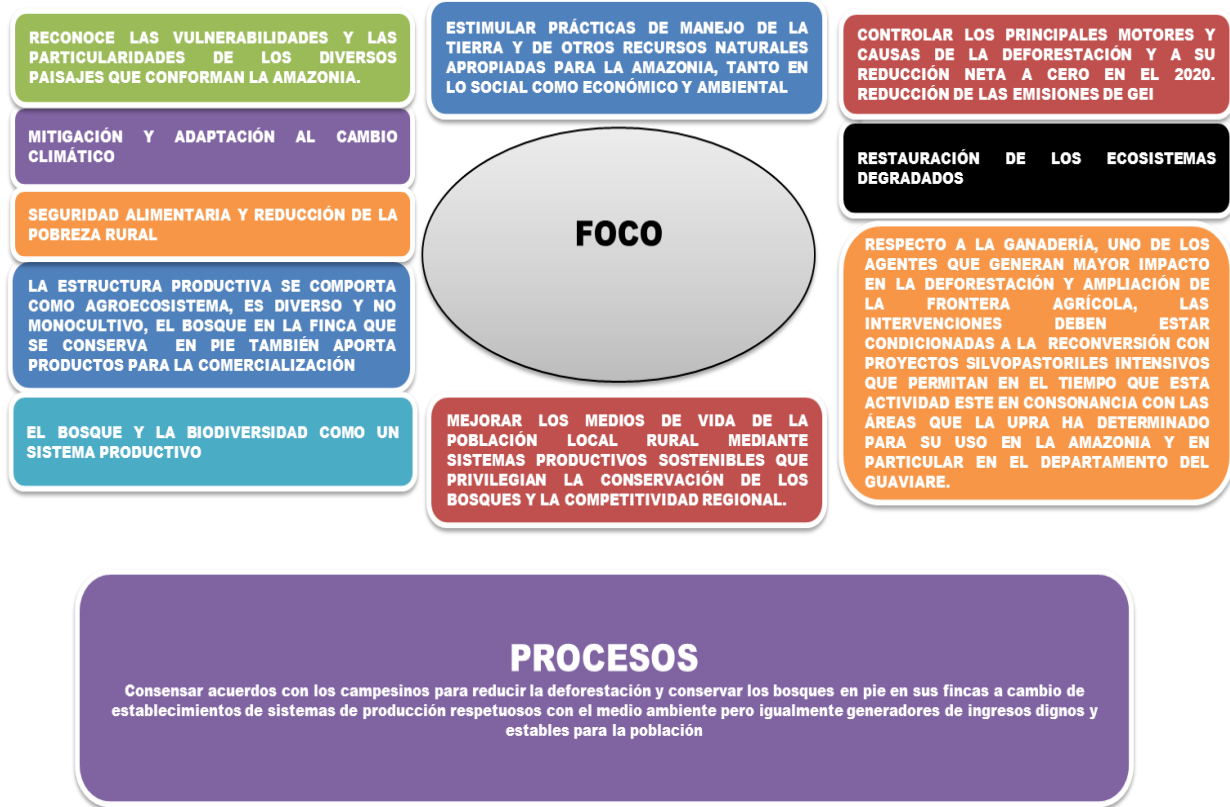 RECONOCE LAS VULNERABILIDADES Y LAS
PARTICULARIDADES DE LOS DIVERSOS
PAISAJES QUE CONFORMAN LA AMAZONIA.
MITIGACIÓN Y ADAPTACIÓN AL CAMBIO
CLIMÁTICO
SEGURIDAD ALIMENTARIA Y REDUCCIÓN DE LA
POBREZA RURAL
LA ESTRUCTURA PRODUCTIVA SE COMPORTA
COMO AGROECOSISTEMA, ES DIVERSO Y NO
MONOCULTIVO, EL BOSQUE EN LA FINCA QUE
SE CONSERVA EN PIE TAMBIÉN APORTA
PRODUCTOS PARA LA COMERCIALIZACIÓN
EL BOSQUE Y LA BIODIVERSIDAD COMO UN
SISTEMA PRODUCTIVO
ESTIMULAR PRÁCTICAS DE MANEJO DE LA
TIERRA Y DE OTROS RECURSOS NATURALES
APROPIADAS PARA LA AMAZONIA, TANTO EN
LO SOCIAL COMO ECONÓMICO Y AMBIENTAL
FOCO
MEJORAR LOS MEDIOS DE VIDA DE LA
POBLACIÓN LOCAL RURAL MEDIANTE
SISTEMAS PRODUCTIVOS SOSTENIBLES QUE
PRIVILEGIAN LA CONSERVACIÓN DE LOS
BOSQUES Y LA COMPETITIVIDAD REGIONAL.
CONTROLAR LOS PRINCIPALES MOTORES Y
CAUSAS DE LA DEFORESTACIÓN Y A SU
REDUCCIÓN NETA A CERO EN EL 2020.
REDUCCIÓN DE LAS EMISIONES DE GEI
RESTAURACIÓN DE LOS ECOSISTEMAS
DEGRADADOS
RESPECTO A LA GANADERÍA, UNO DE LOS
AGENTES QUE GENERAN MAYOR IMPACTO
EN LA DEFORESTACIÓN Y AMPLIACIÓN DE
LA FRONTERA AGRÍCOLA, LAS
INTERVENCIONES DEBEN ESTAR
CONDICIONADAS A LA RECONVERSIÓN CON
PROYECTOS SILVOPASTORILES INTENSIVOS
QUE PERMITAN EN EL TIEMPO QUE ESTA
ACTIVIDAD ESTE EN CONSONANCIA CON LAS
ÁREAS QUE LA UPRA HA DETERMINADO
PARA SU USO EN LA AMAZONIA Y EN
PARTICULAR EN EL DEPARTAMENTO DEL
GUAVIARE.
PROCESOS
Consensar acuerdos con los campesinos para reducir la deforestación y conservar los bosques en pie en sus fincas a cambio de
establecimientos de sistemas de producción respetuosos con el medio ambiente pero igualmente generadores de ingresos dignos y
estables para la población